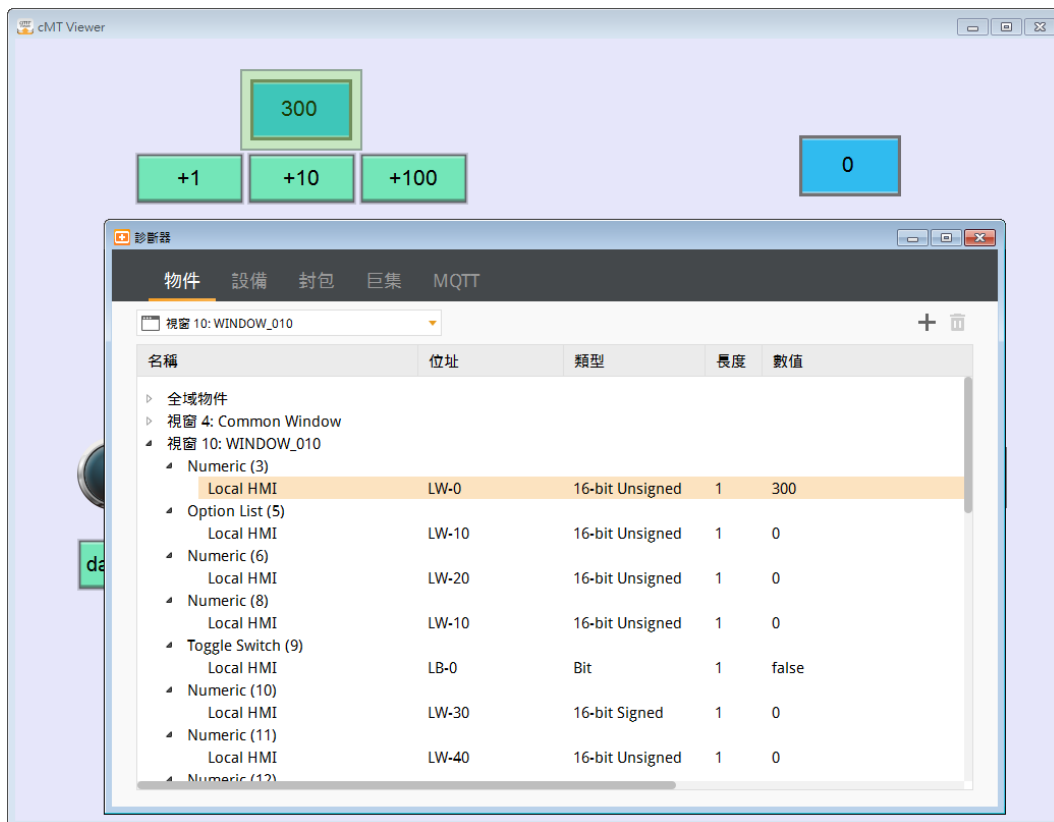 cMT Viewer
300
+1 +10 +100
0
診斷器
物件 設備 封包 巨集 MQTT
視窗 10: WINDOW_010
名稱 位址 類型 長度 數值
全域物件
視窗 4: Common Window
視窗 10: WINDOW_010
Numeric (3)
Local HMI LW-0 16-bit Unsigned 1 300
Option List (5)
Local HMI LW-10 16-bit Unsigned 1 0
Numeric (6)
Local HMI LW-20 16-bit Unsigned 1 0
Numeric (8)
Local HMI LW-10 16-bit Unsigned 1 0
Toggle Switch (9)
Local HMI LB-0 Bit 1 false
Numeric (10)
Local HMI LW-30 16-bit Signed 1 0
Numeric (11)
Local HMI LW-40 16-bit Unsigned 1 0
Numeric (12)